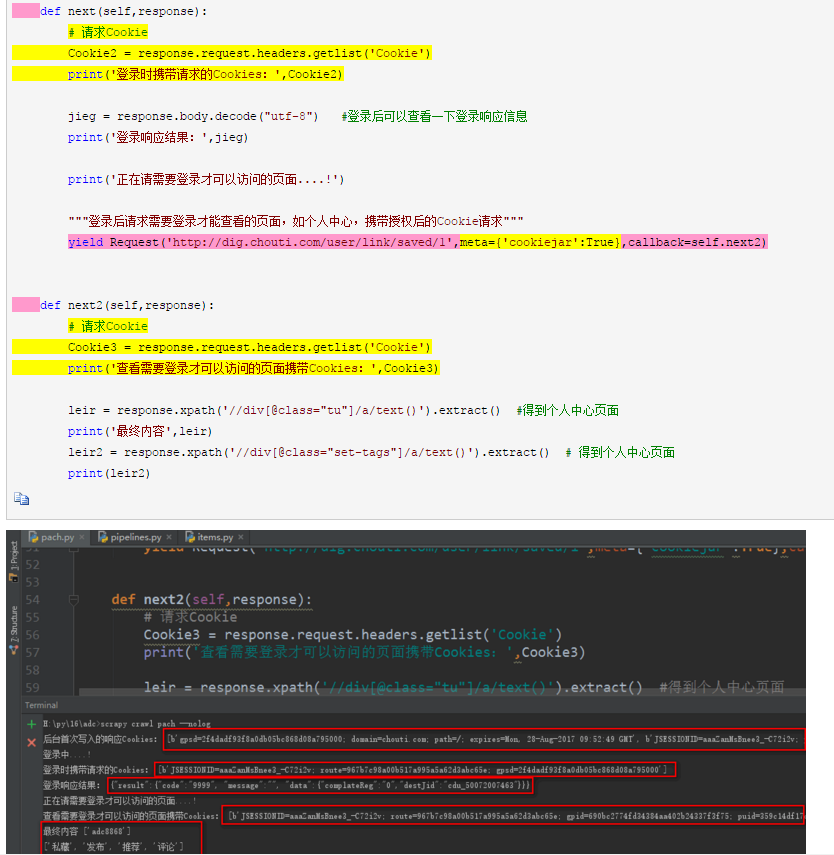 def next(self,response):
# 请求Cookie
Cookie2 = response.request.headers.getlist('Cookie')
print('登录时携带请求的Cookies：',Cookie2)
jieg = response.body.decode("utf-8")   #登录后可以查看一下登录响应信息
print('登录响应结果：',jieg)
print('正在请需要登录才可以访问的页面....!')
"""登录后请求需要登录才能查看的页面，如个人中心，携带授权后的Cookie请求"""
yield Request('http://dig.chouti.com/user/link/saved/1',meta={'cookiejar':True},callback=self.next2)
def next2(self,response):
# 请求Cookie
Cookie3 = response.request.headers.getlist('Cookie')
print('查看需要登录才可以访问的页面携带Cookies：',Cookie3)
leir = response.xpath('//div[@class="tu"]/a/text()').extract()  #得到个人中心页面
print('最终内容',leir)
leir2 = response.xpath('//div[@class="set-tags"]/a/text()').extract()  # 得到个人中心页面
print(leir2)
pach.py × pipelines.py × items.py ×
1: Project
2: Structure
52
53
54 def next2(self,response):
55 # 请求Cookie
56 Cookie3 = response.request.headers.getlist('Cookie')
57 print('查看需要登录才可以访问的页面携带Cookies：',Cookie3)
58
59 leir = response.xpath('//div[@class="tu"]/a/text()').extract()  #得到个人中心页面
Terminal
H:\py\16\adc>scrapy crawl pach --nolog
后台首次写入的响应Cookies： [b'gpsd=2f4dadf93f8a0db05bc868d08a795000; domain=chouti.com; path=/; expires=Mon, 28-Aug-2017 09:52:49 GMT', b'JSESSIONID=aaaZanMsBnee3_-C72i2v;
登录中....!
登录时携带请求的Cookies： [b'JSESSIONID=aaaZanMsBnee3_-C72i2v; route=967b7c98a00b517a995a5a62d3abc65e; gpsd=2f4dadf93f8a0db05bc868d08a795000']
登录响应结果： {"result":{"code":"9999", "message":"", "data":{"complateReg":"0","destJid":"cdu_50072007463"}}}
正在请需要登录才可以访问的页面....!
查看需要登录才可以访问的页面携带Cookies： [b'JSESSIONID=aaaZanMsBnee3_-C72i2v; route=967b7c98a00b517a995a5a62d3abc65e; gpid=690bc2774fd34384aa402b24337f3f75; puid=359c14df17
最终内容 ['adc8868']
['私藏', '发布', '推荐', '评论']